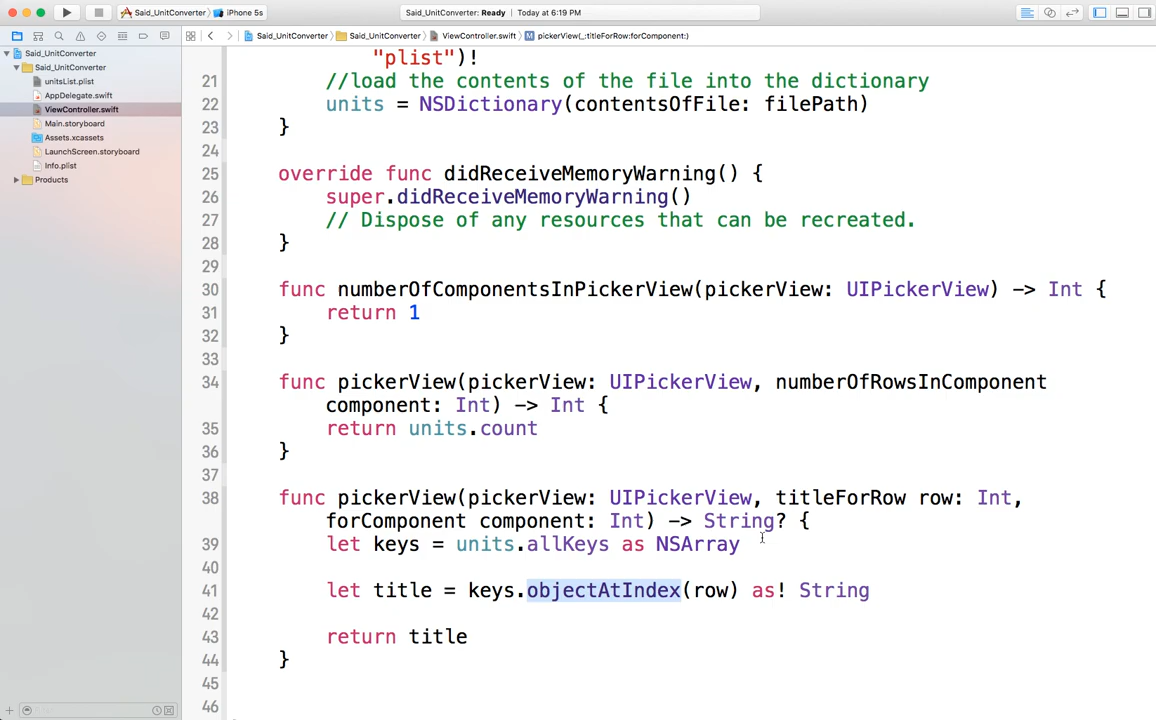 Said_UnitConverter
iPhone 5s
Said_UnitConverter: Ready | Today at 6:19 PM
Said_UnitConverter
Said_UnitConverter
ViewController.swift
M pickerView(_:titleForRow:forComponent:)
Said_UnitConverter
Said_UnitConverter
unitsList.plist
AppDelegate.swift
ViewController.swift
Main.storyboard
Assets.xcassets
LaunchScreen.storyboard
Info.plist
Products
"plist")!
21 //load the contents of the file into the dictionary
22 units = NSDictionary(contentsOfFile: filePath)
23 }
24
25 override func didReceiveMemoryWarning() {
26 super.didReceiveMemoryWarning()
27 // Dispose of any resources that can be recreated.
28 }
29
30 func numberOfComponentsInPickerView(pickerView: UIPickerView) -> Int {
31 return 1
32 }
33
34 func pickerView(pickerView: UIPickerView, numberOfRowsInComponent
component: Int) -> Int {
35 return units.count
36 }
37
38 func pickerView(pickerView: UIPickerView, titleForRow row: Int,
forComponent component: Int) -> String? {
39 let keys = units.allKeys as NSArray
40
41 let title = keys.objectAtIndex(row) as! String
42
43 return title
44 }
45
46